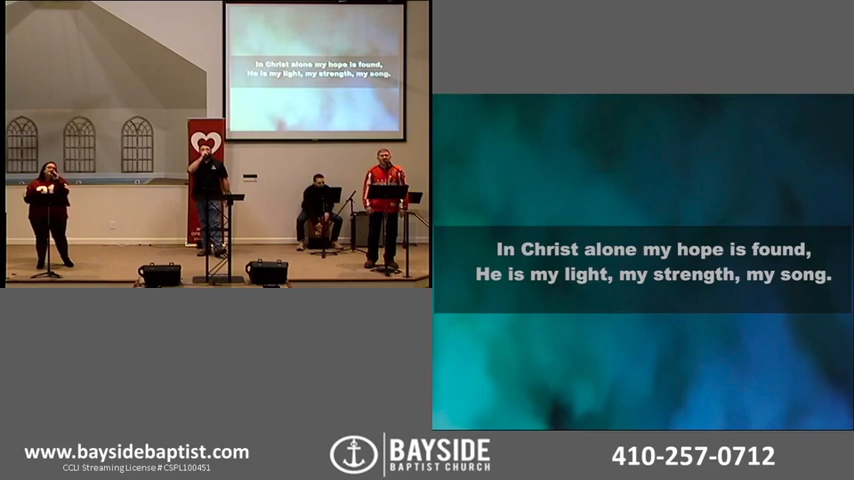 In Christ alone my hope is found,
He is my light, my strength, my song.
In Christ alone my hope is found,
He is my light, my strength, my song.
www.baysidebaptist.com
CCLI Streaming License # CSPL100451
BAYSIDE
BAPTIST CHURCH
410-257-0712